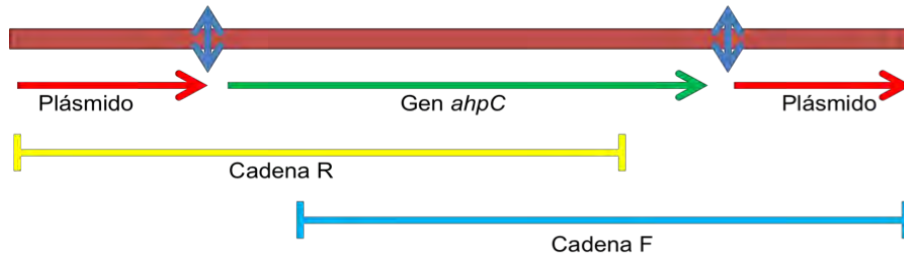 Plásmido
Gen ahpC
Plásmido
Cadena R
Cadena F